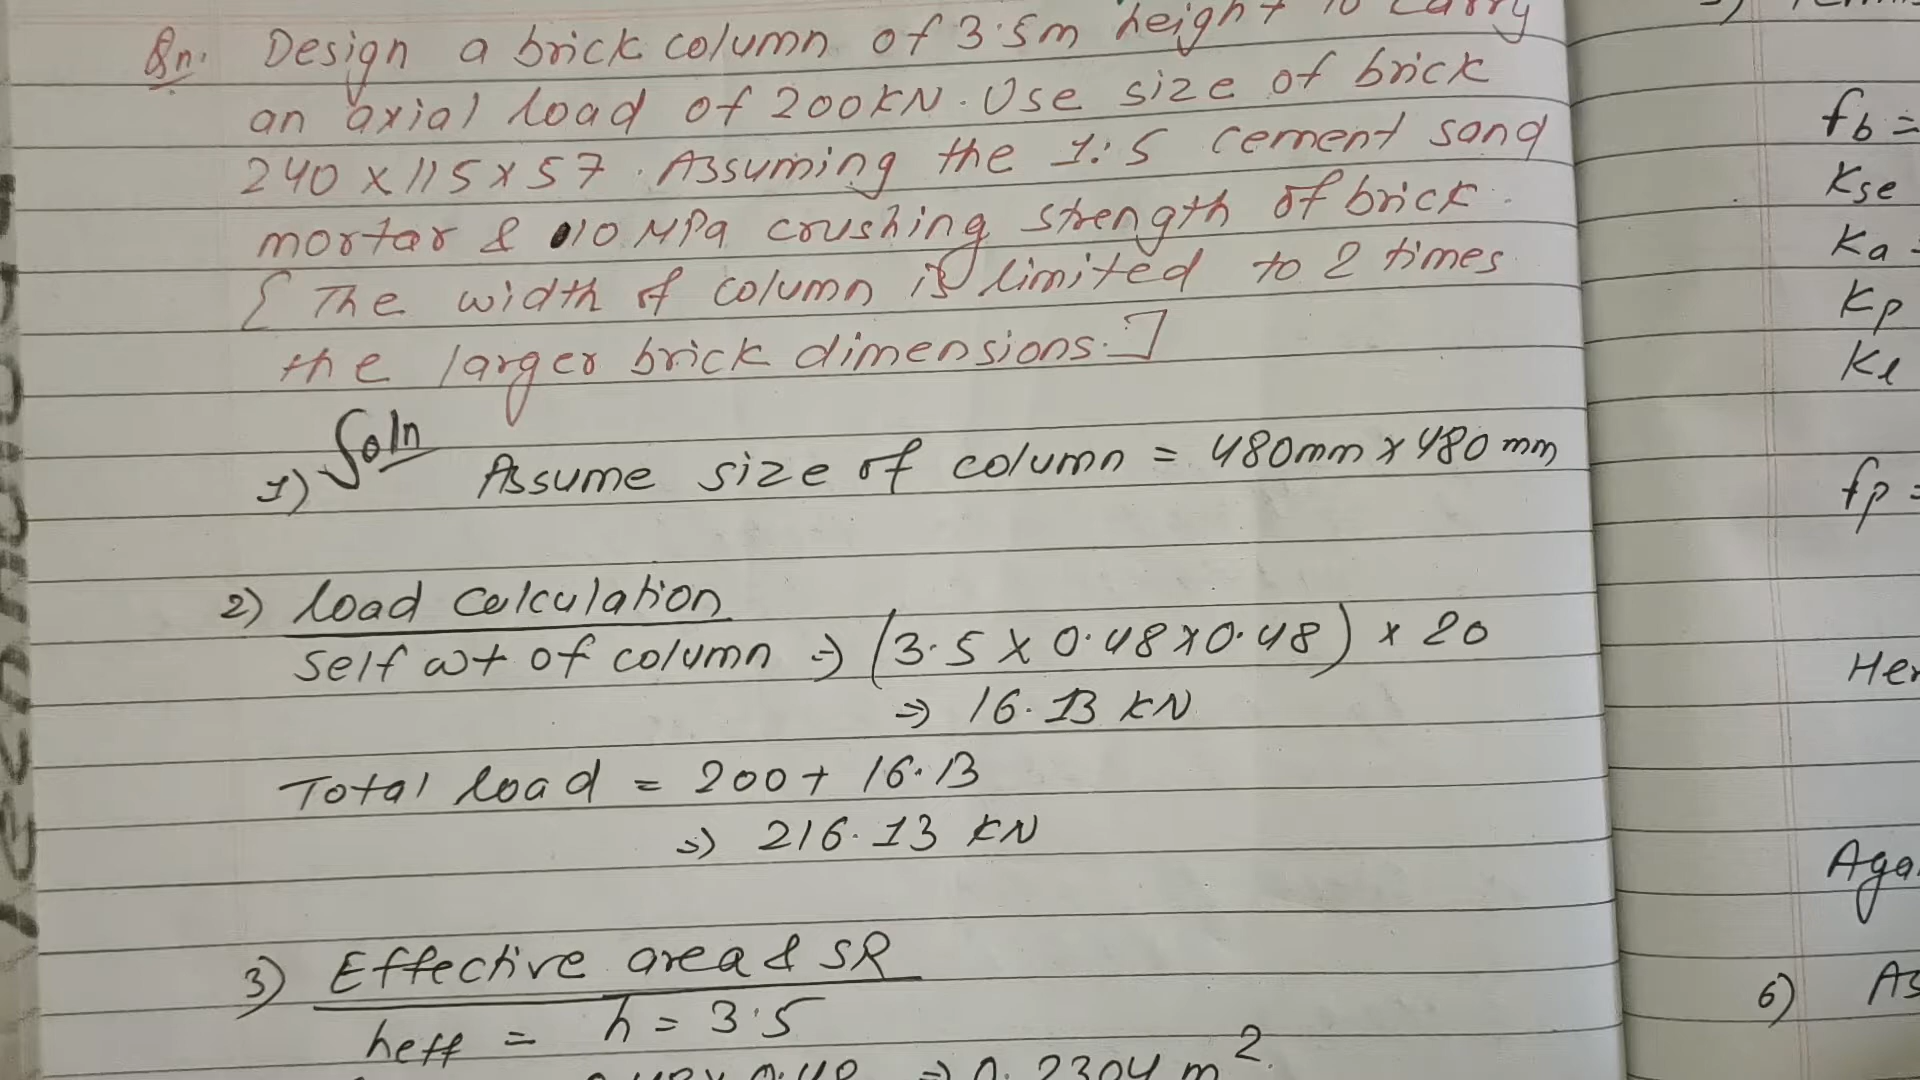 Qn. Design a brick column of 3.5m height to carry
an axial load of 200kN. Use size of brick
240 x 115 x 57. Assuming the 1:5 cement sand
mortar & 10 MPa crushing strength of brick.
[ The width of column is limited to 2 times
the larger brick dimensions.]
Soln
1) Assume size of column = 480mm x 480 mm
2) load calculation
self wt of column => (3.5 x 0.48 x 0.48) x 20
=> 16.13 kN
Total load = 200 + 16.13
=> 216.13 kN
3) Effective area & SR
heff = h = 3.5
=> 0.2304 m2.
fb =
Kse
Ka
Kp
Kl
fp =
6)